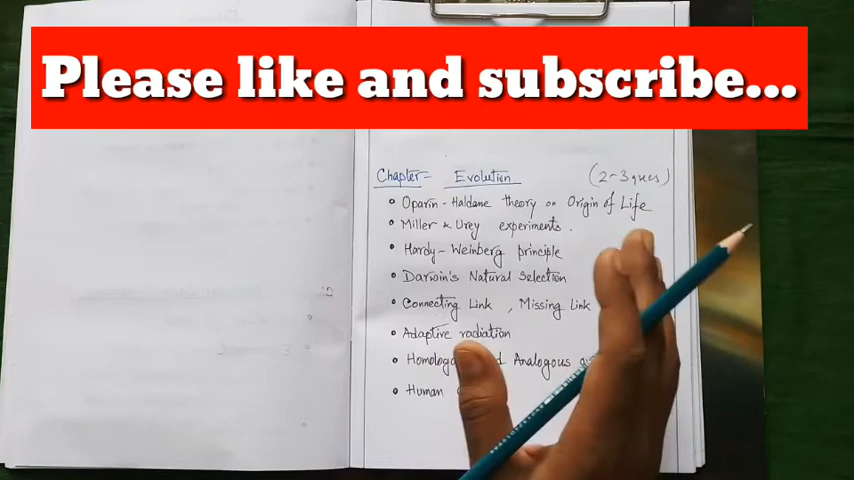 Please like and subscribe...
Chapter- Evolution (2-3 ques)
Oparin-Haldane theory on Origin of Life
Miller & Urey experiments.
Hardy-Weinberg principle
Darwin's Natural Selection
Connecting Link, Missing Link
Adaptive radiation
Analogous
Human